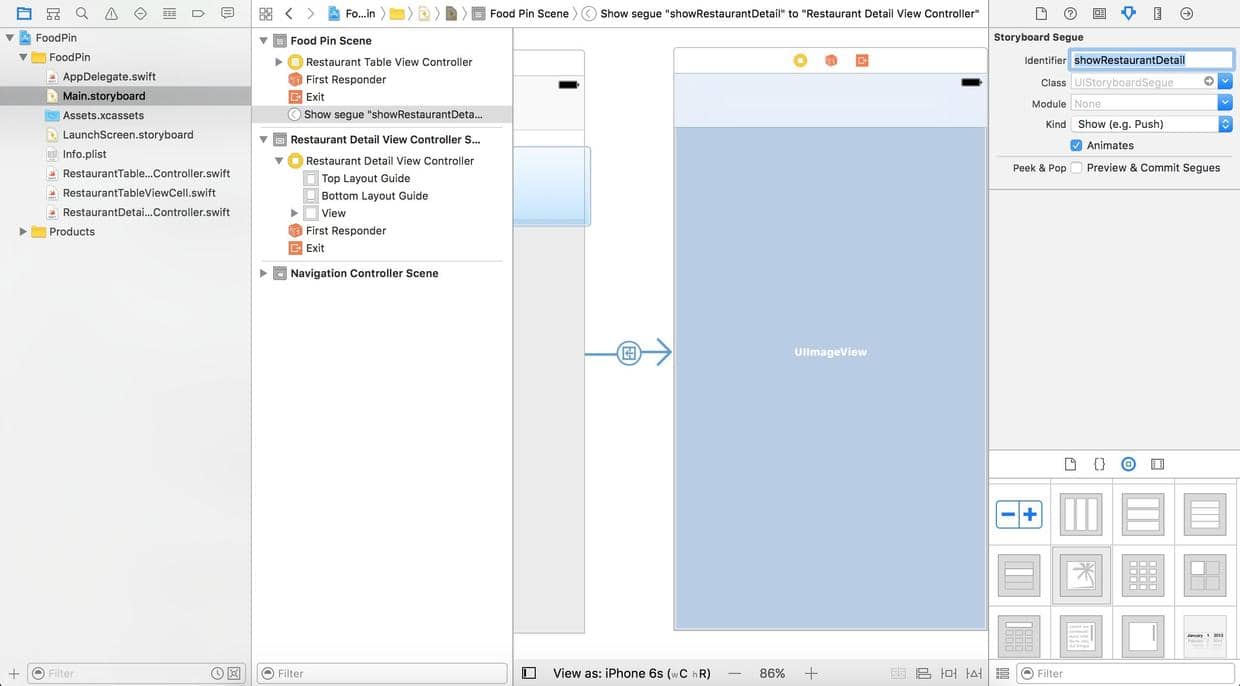 Fo...in
Food Pin Scene
Show segue "showRestaurantDetail" to "Restaurant Detail View Controller"
FoodPin
FoodPin
AppDelegate.swift
Main.storyboard
Assets.xcassets
LaunchScreen.storyboard
Info.plist
RestaurantTable...Controller.swift
RestaurantTableViewCell.swift
RestaurantDetai...Controller.swift
Products
Filter
Food Pin Scene
Restaurant Table View Controller
First Responder
Exit
Show segue "showRestaurantDeta...
Restaurant Detail View Controller S...
Restaurant Detail View Controller
Top Layout Guide
Bottom Layout Guide
View
First Responder
Exit
Navigation Controller Scene
Filter
UIImageView
View as: iPhone 6s (wC hR)
86%
Storyboard Segue
Identifier showRestaurantDetail
Class UIStoryboardSegue
Module None
Kind Show (e.g. Push)
Animates
Peek & Pop Preview & Commit Segues
Filter